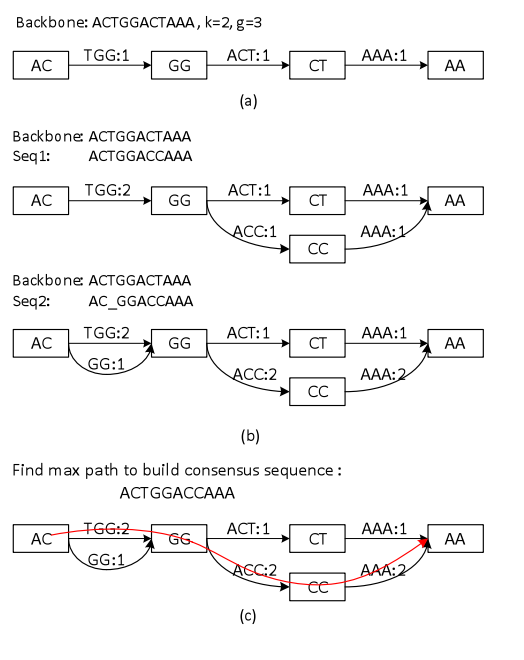 Backbone: ACTGGACTAAA, k=2, g=3
AC TGG:1 GG ACT:1 CT AAA:1 AA
(a)
Backbone: ACTGGACTAAA
Seq1: ACTGGACCAAA
AC TGG:2 GG ACT:1 CT AAA:1 AA
ACC:1 CC AAA:1
Backbone: ACTGGACTAAA
Seq2: AC_GGACCAAA
AC TGG:2 GG ACT:1 CT AAA:1 AA
GG:1 ACC:2 CC AAA:2
(b)
Find max path to build consensus sequence :
ACTGGACCAAA
AC TGG:2 GG ACT:1 CT AAA:1 AA
GG:1 ACC:2 CC AAA:2
(c)